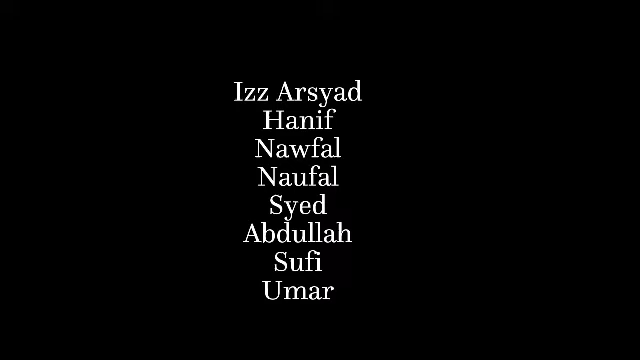 Izz Arsyad
Hanif
Nawfal
Naufal
Syed
Abdullah
Sufi
Umar